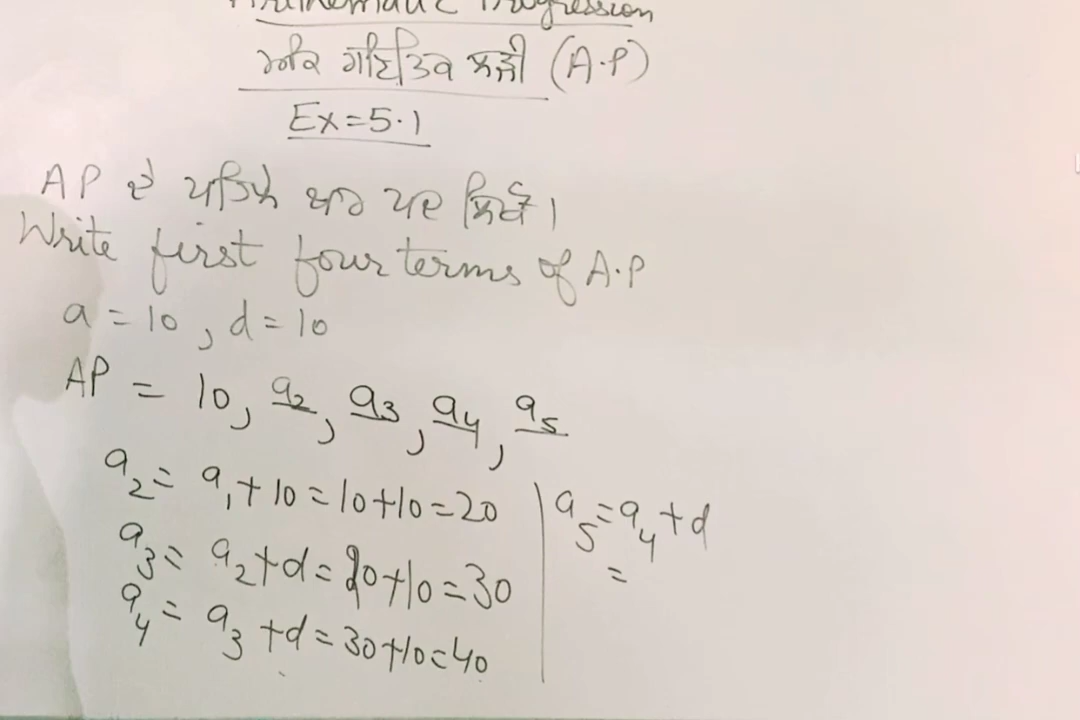 Arithmetic Progression
ਅੰਕ ਗਣਿਤਕ ਲੜੀ (A.P)
Ex=5.1
AP ਦੇ ਪਹਿਲੇ ਚਾਰ ਪਦ ਲਿਖੋ।
Write first four terms of A.P
a = 10, d = 10
AP = 10, a2, a3, a4, a5
a2 = a1 + 10 = 10+10 = 20
a3 = a2 + d = 20+10 = 30
a4 = a3 + d = 30+10 = 40
a5 = a4 + d
=